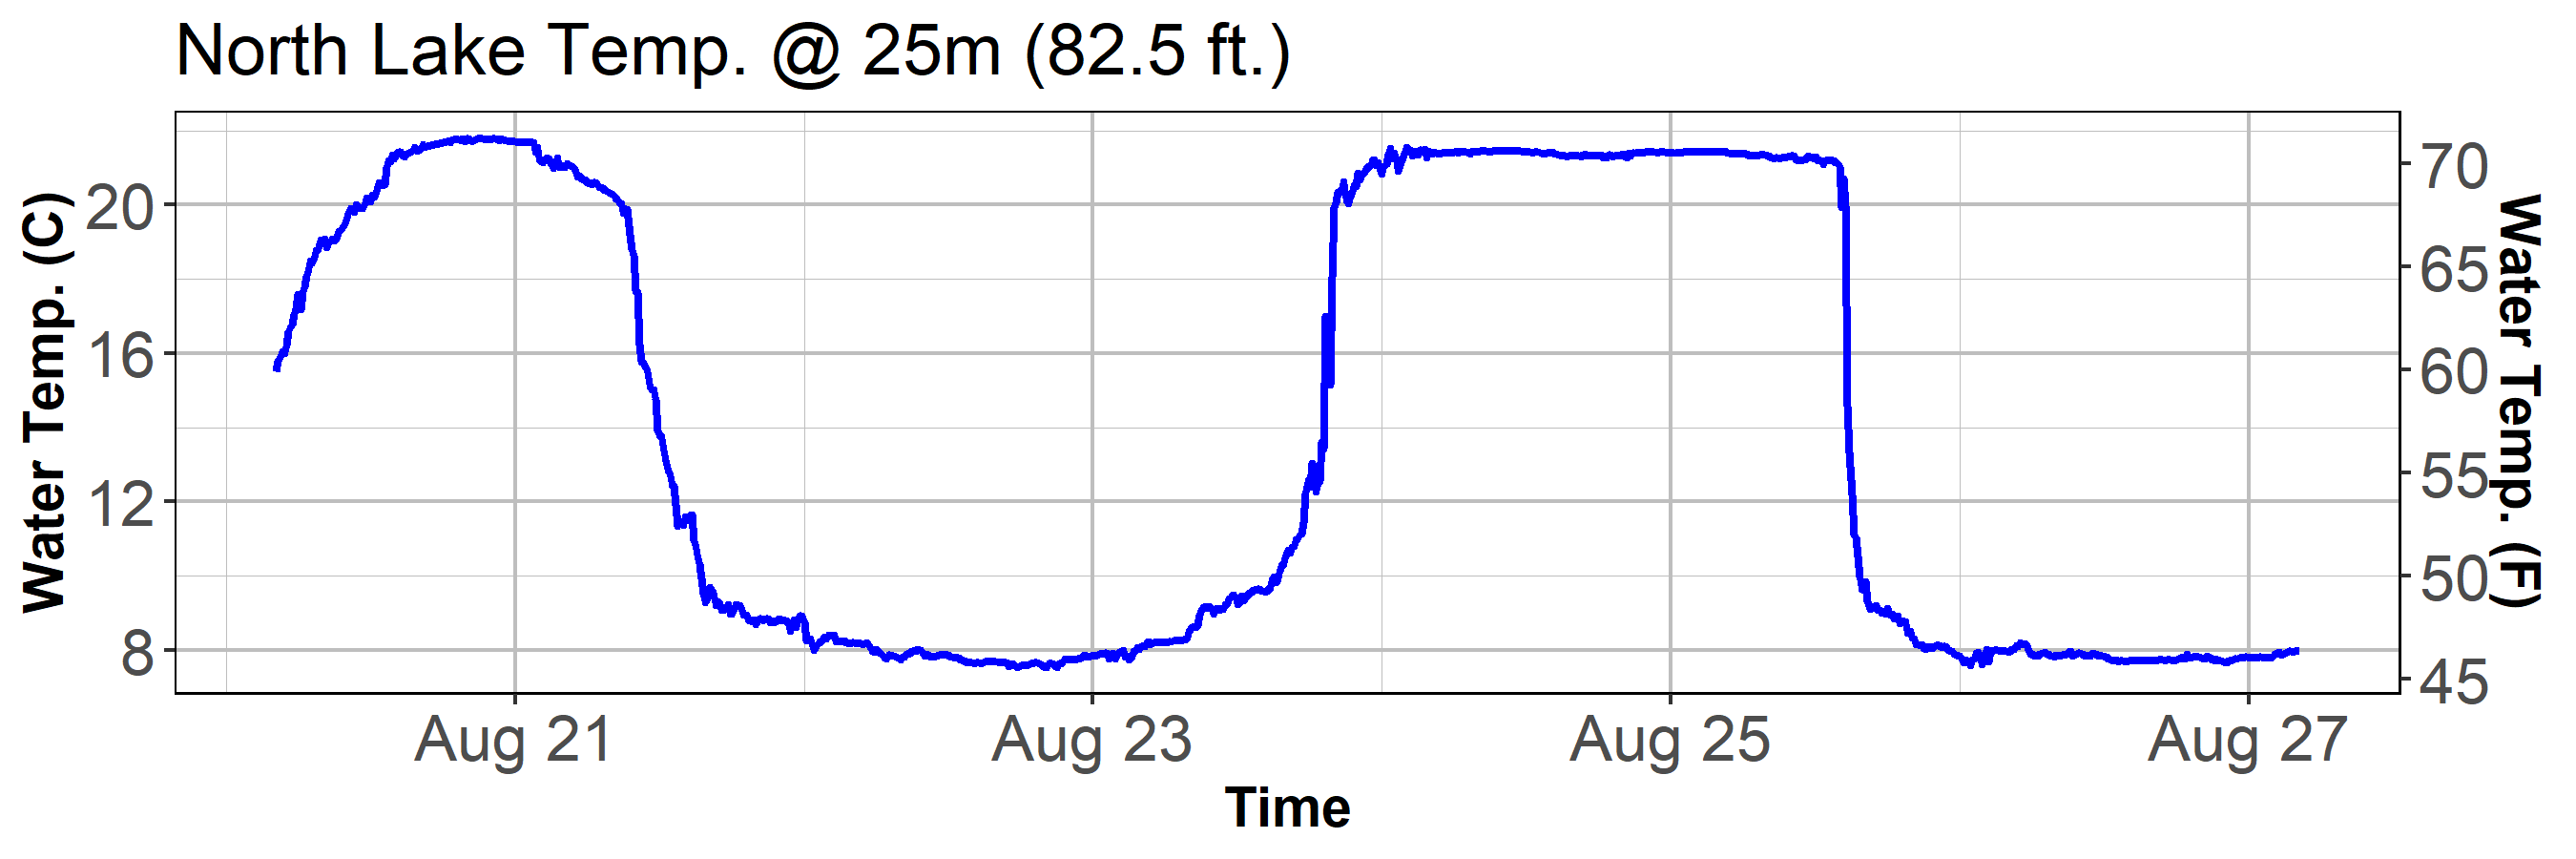 North Lake Temp. @ 25m (82.5 ft.)
Water Temp. (C)
20
16
12
8
70
65
60
55
50
45
Water Temp. (F)
Aug 21 Aug 23 Aug 25 Aug 27
Time